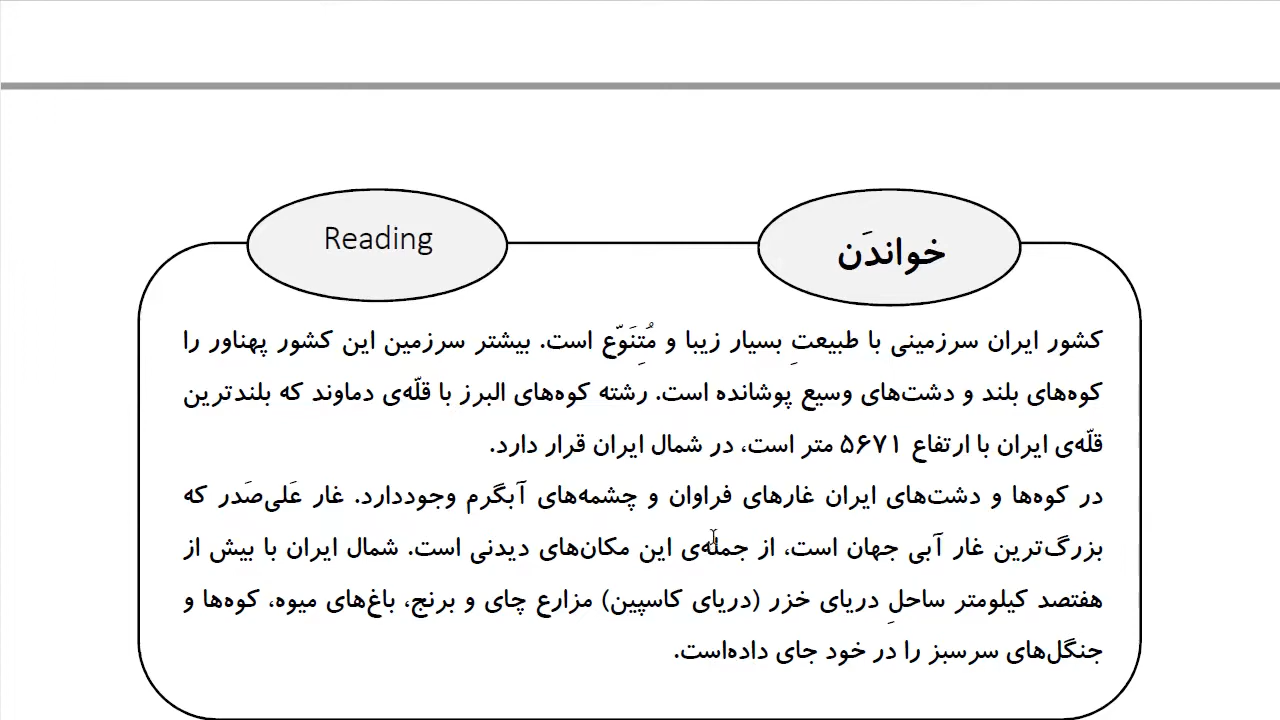 خواندَن
Reading
کشور ایران سرزمینی با طبیعتِ بسیار زیبا و مُتِنَوّع است. بیشتر سرزمین این کشور پهناور را
کوه‌های بلند و دشت‌های وسیع پوشانده است. رشته کوه‌های البرز با قلّه‌ی دماوند که بلندترین
قلّه‌ی ایران با ارتفاع ۵۶۷۱ متر است، در شمال ایران قرار دارد.
در کوه‌ها و دشت‌های ایران غارهای فراوان و چشمه‌های آبگرم وجوددارد. غار عَلی‌صَدر که
بزرگ‌ترین غار آبی جهان است، از جمله‌ی این مکان‌های دیدنی است. شمال ایران با بیش از
هفتصد کیلومتر ساحلِ دریای خزر (دریای کاسپین) مزارع چای و برنج، باغ‌های میوه، کوه‌ها و
جنگل‌های سرسبز را در خود جای داده‌است.